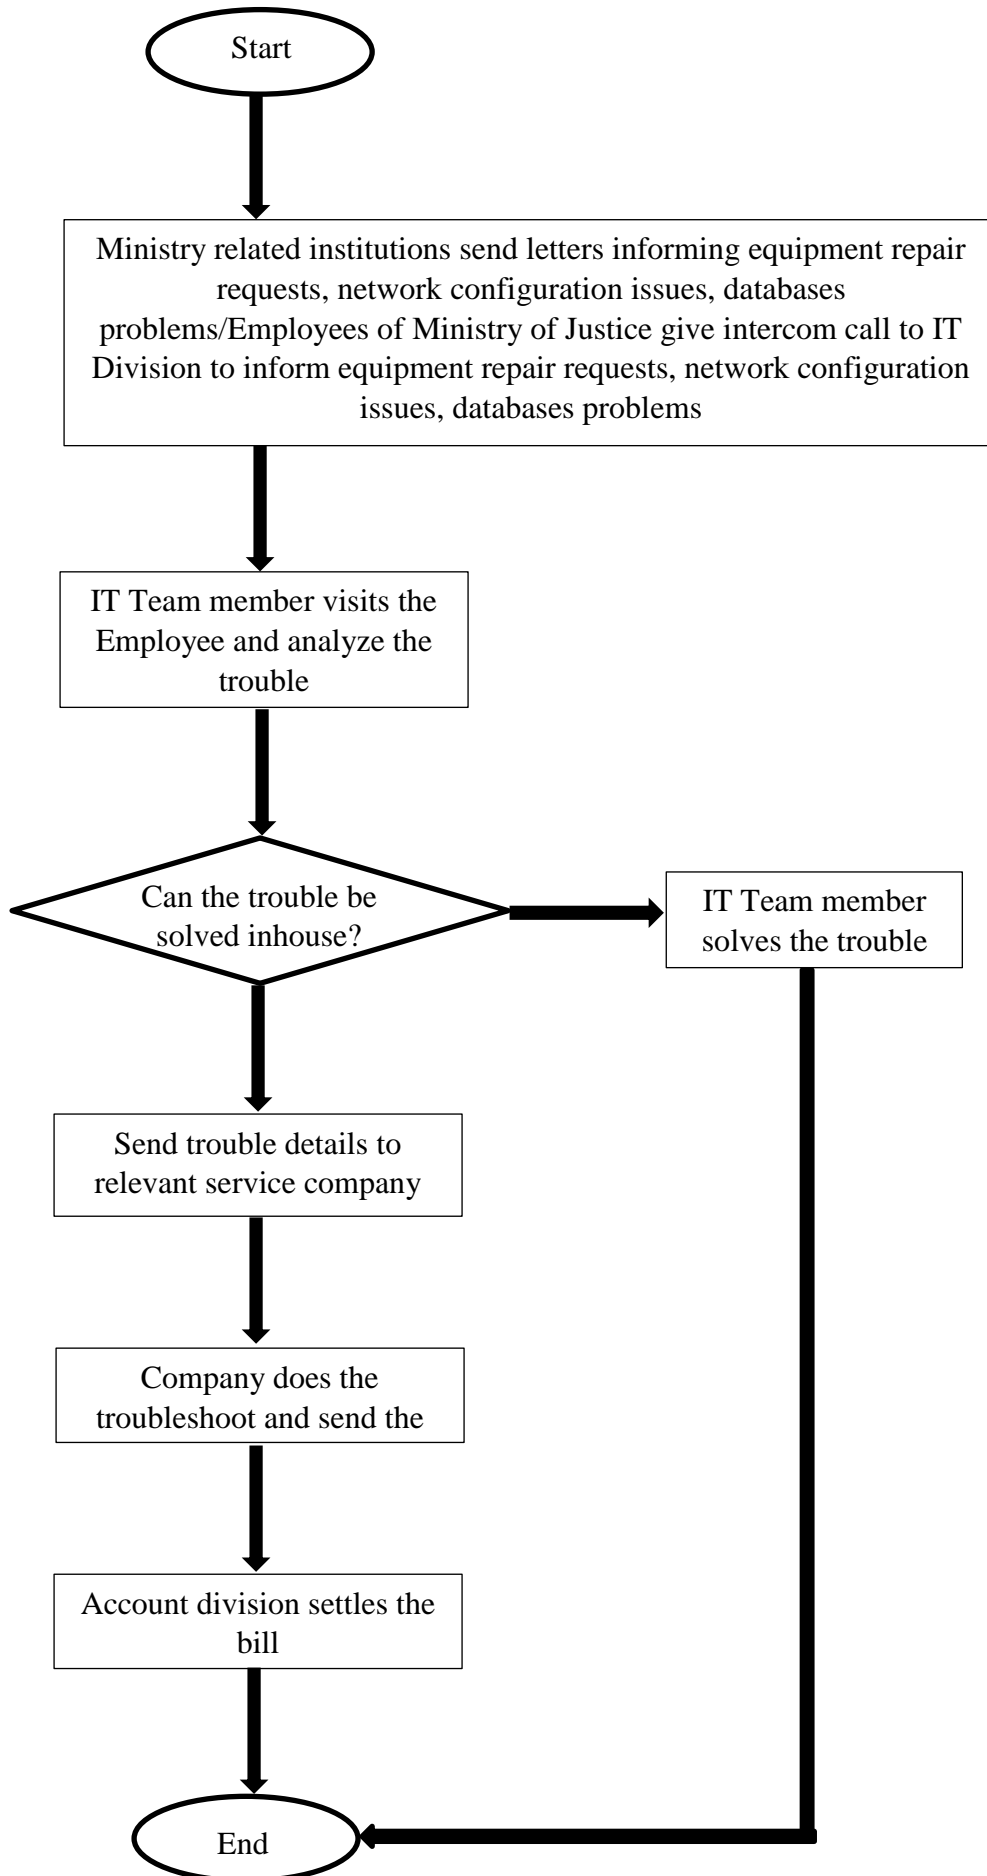 Start
Ministry related institutions send letters informing equipment repair
requests, network configuration issues, databases
problems/Employees of Ministry of Justice give intercom call to IT
Division to inform equipment repair requests, network configuration
issues, databases problems
IT Team member visits the
Employee and analyze the
trouble
Can the trouble be
solved inhouse?
IT Team member
solves the trouble
Send trouble details to
relevant service company
Company does the
troubleshoot and send the
Account division settles the
bill
End